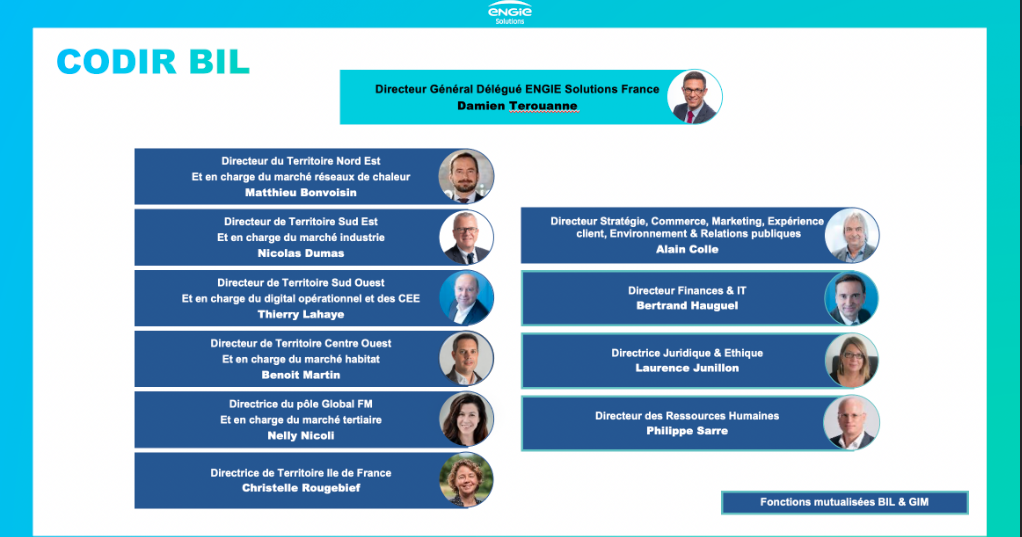 ENGIE
Solutions
CODIR BIL
Directeur Général Délégué ENGIE Solutions France
Damien Terouanne
Directeur du Territoire Nord Est
Et en charge du marché réseaux de chaleur
Matthieu Bonvoisin
Directeur de Territoire Sud Est
Et en charge du marché industrie
Nicolas Dumas
Directeur de Territoire Sud Ouest
Et en charge du digital opérationnel et des CEE
Thierry Lahaye
Directeur de Territoire Centre Ouest
Et en charge du marché habitat
Benoit Martin
Directrice du pôle Global FM
Et en charge du marché tertiaire
Nelly Nicoli
Directrice de Territoire Ile de France
Christelle Rougebief
Directeur Stratégie, Commerce, Marketing, Expérience
client, Environnement & Relations publiques
Alain Colle
Directeur Finances & IT
Bertrand Hauguel
Directrice Juridique & Ethique
Laurence Junillon
Directeur des Ressources Humaines
Philippe Sarre
Fonctions mutualisées BIL & GIM